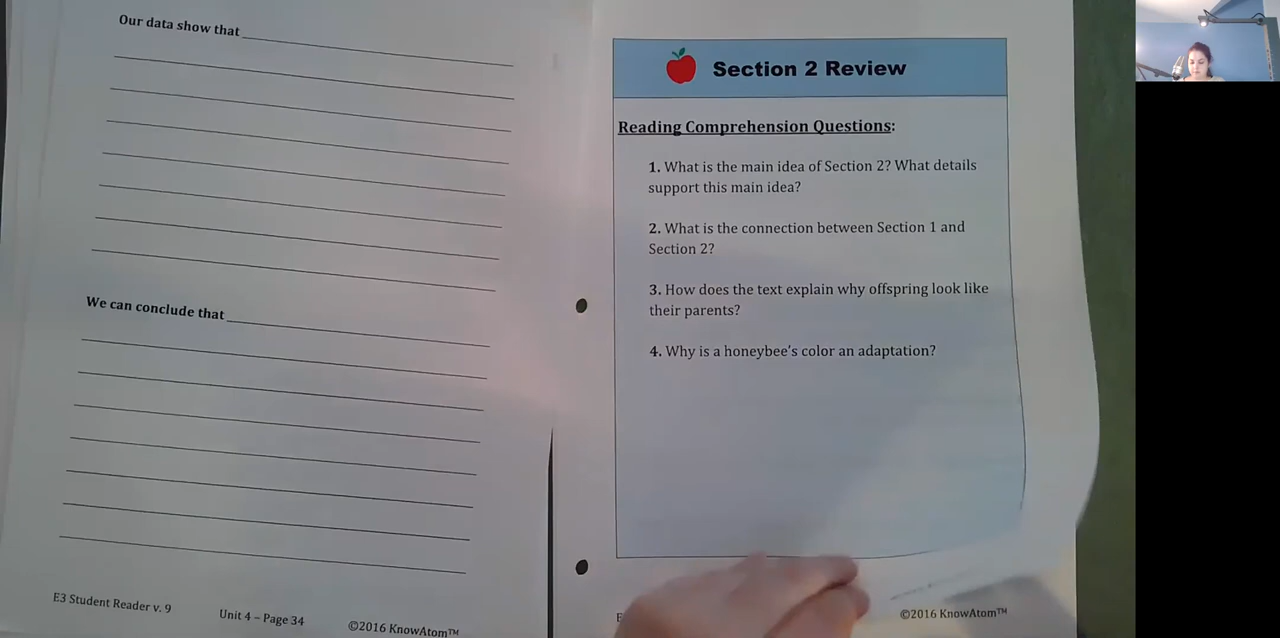 Our data show that
We can conclude that
E3 Student Reader v. 9
Unit 4 – Page 34
©2016 KnowAtom™
Section 2 Review
Reading Comprehension Questions:
1. What is the main idea of Section 2? What details
support this main idea?
2. What is the connection between Section 1 and
Section 2?
3. How does the text explain why offspring look like
their parents?
4. Why is a honeybee's color an adaptation?
©2016 KnowAtom™